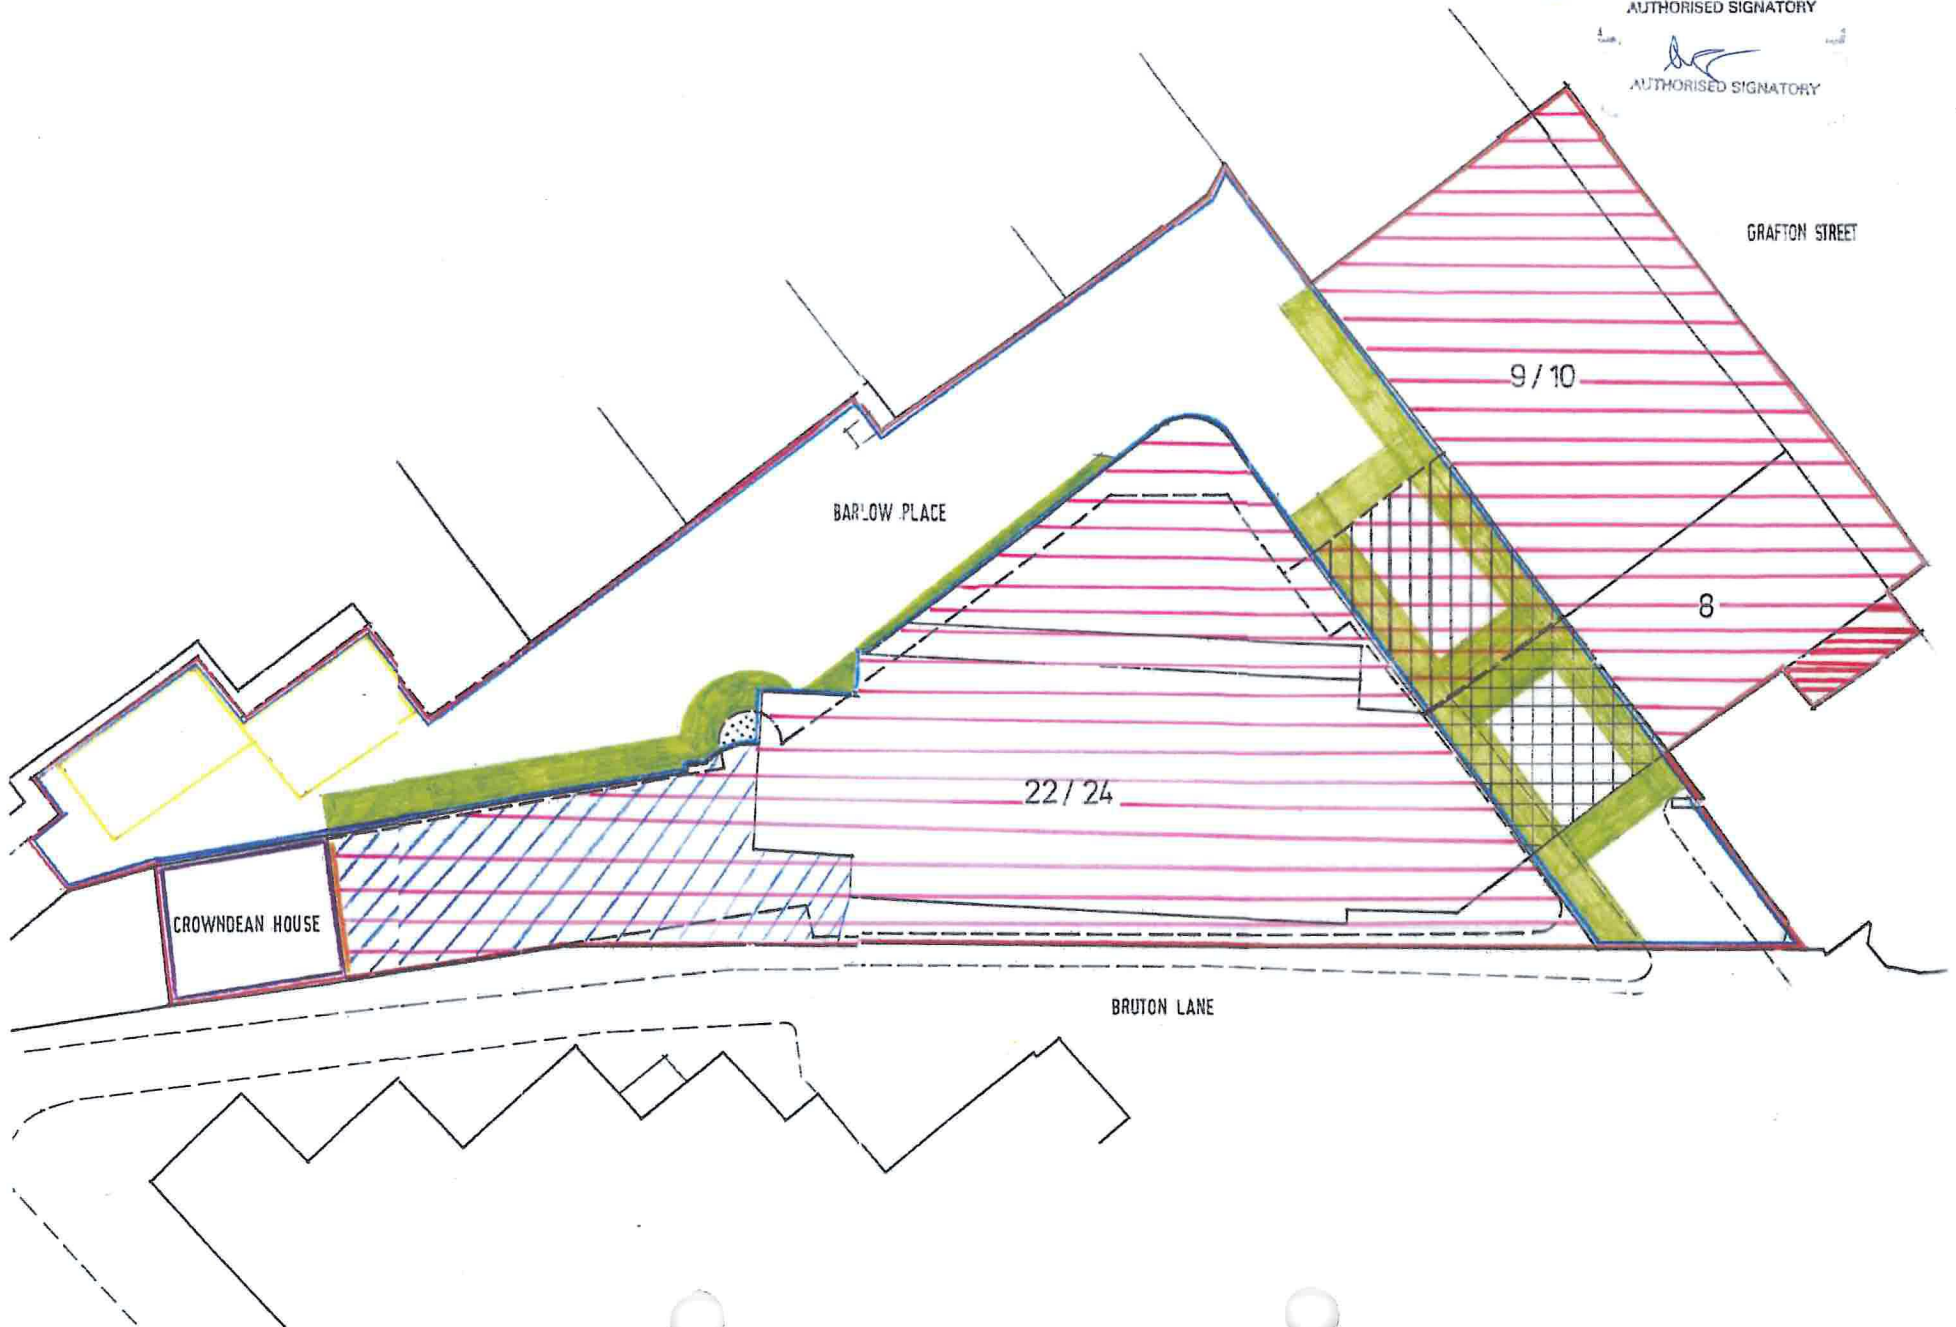 AUTHORISED SIGNATORY
AUTHORISED SIGNATORY
GRAFTON STREET
9/10
BARLOW PLACE
8
22/24
CROWNDEAN HOUSE
BRUTON LANE